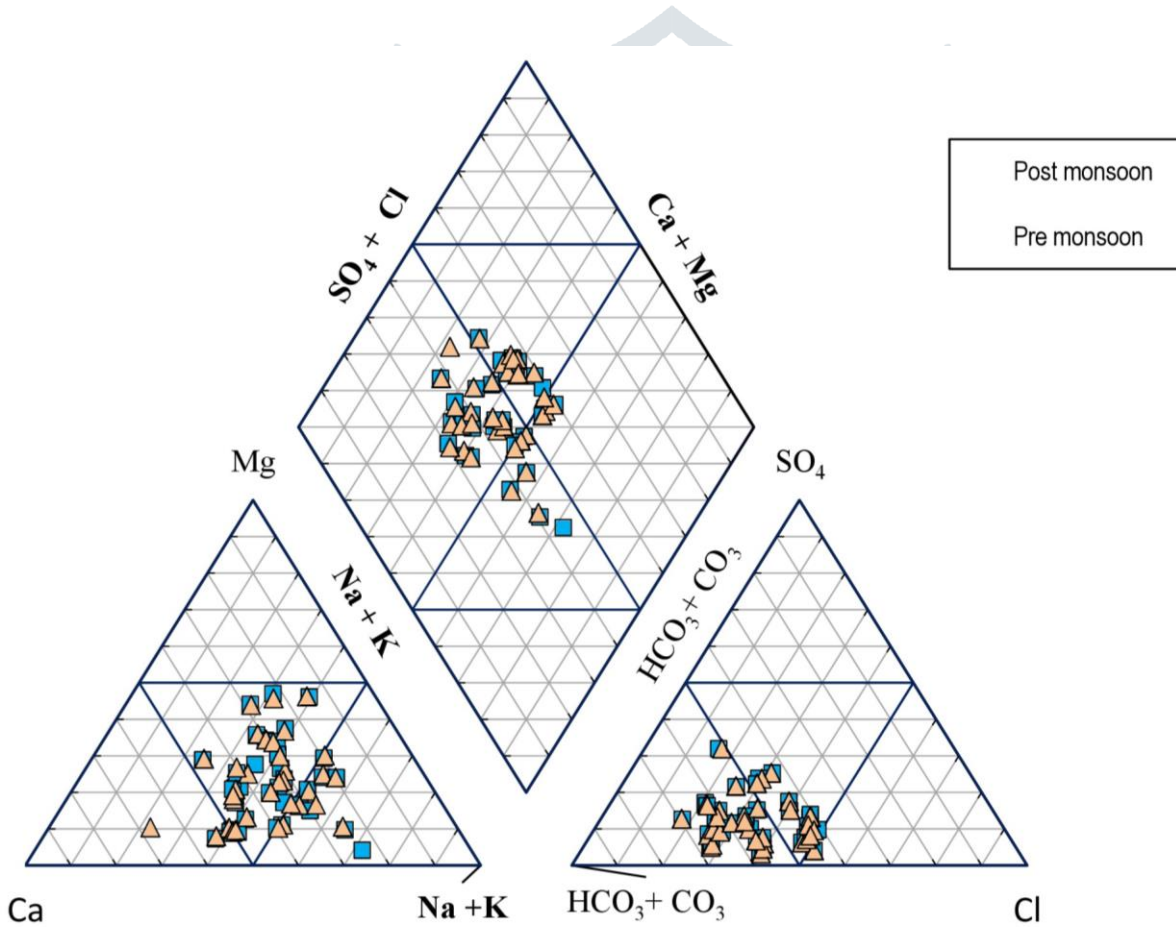 Post monsoon
Pre monsoon
SO₄ + Cl
Ca + Mg
Mg
SO₄
Na + K
HCO₃+ CO₃
Ca
Na +K
HCO₃+ CO₃
Cl